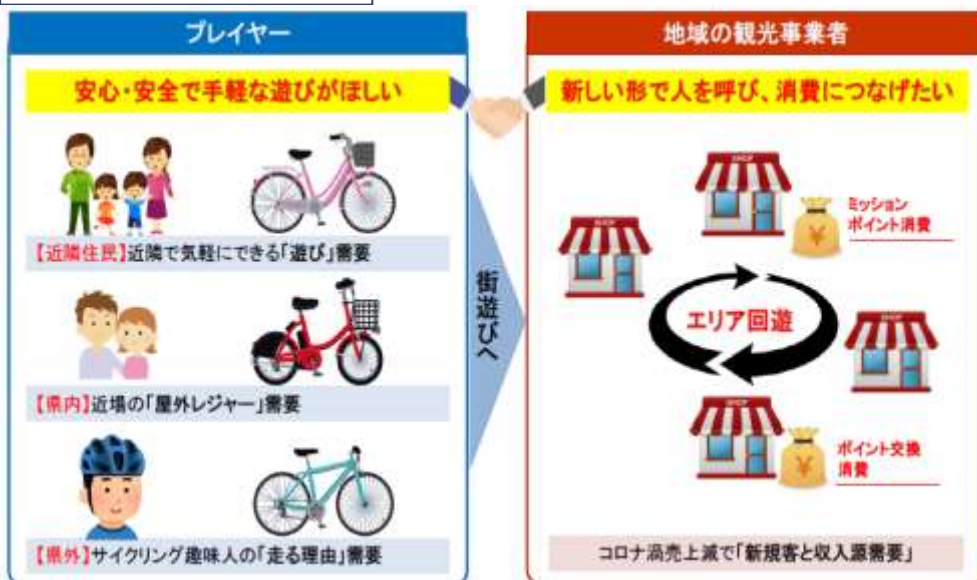 プレイヤー
安心・安全で手軽な遊びがほしい
【近隣住民】近隣で気軽にできる「遊び」需要
【県内】近場の「屋外レジャー」需要
【県外】サイクリング趣味人の「走る理由」需要
街遊びへ
地域の観光事業者
新しい形で人を呼び、消費につなげたい
SHOP
ミッション
ポイント消費
SHOP
エリア回遊
SHOP
SHOP
ポイント交換
消費
コロナ渦売上減で「新規客と収入源需要」